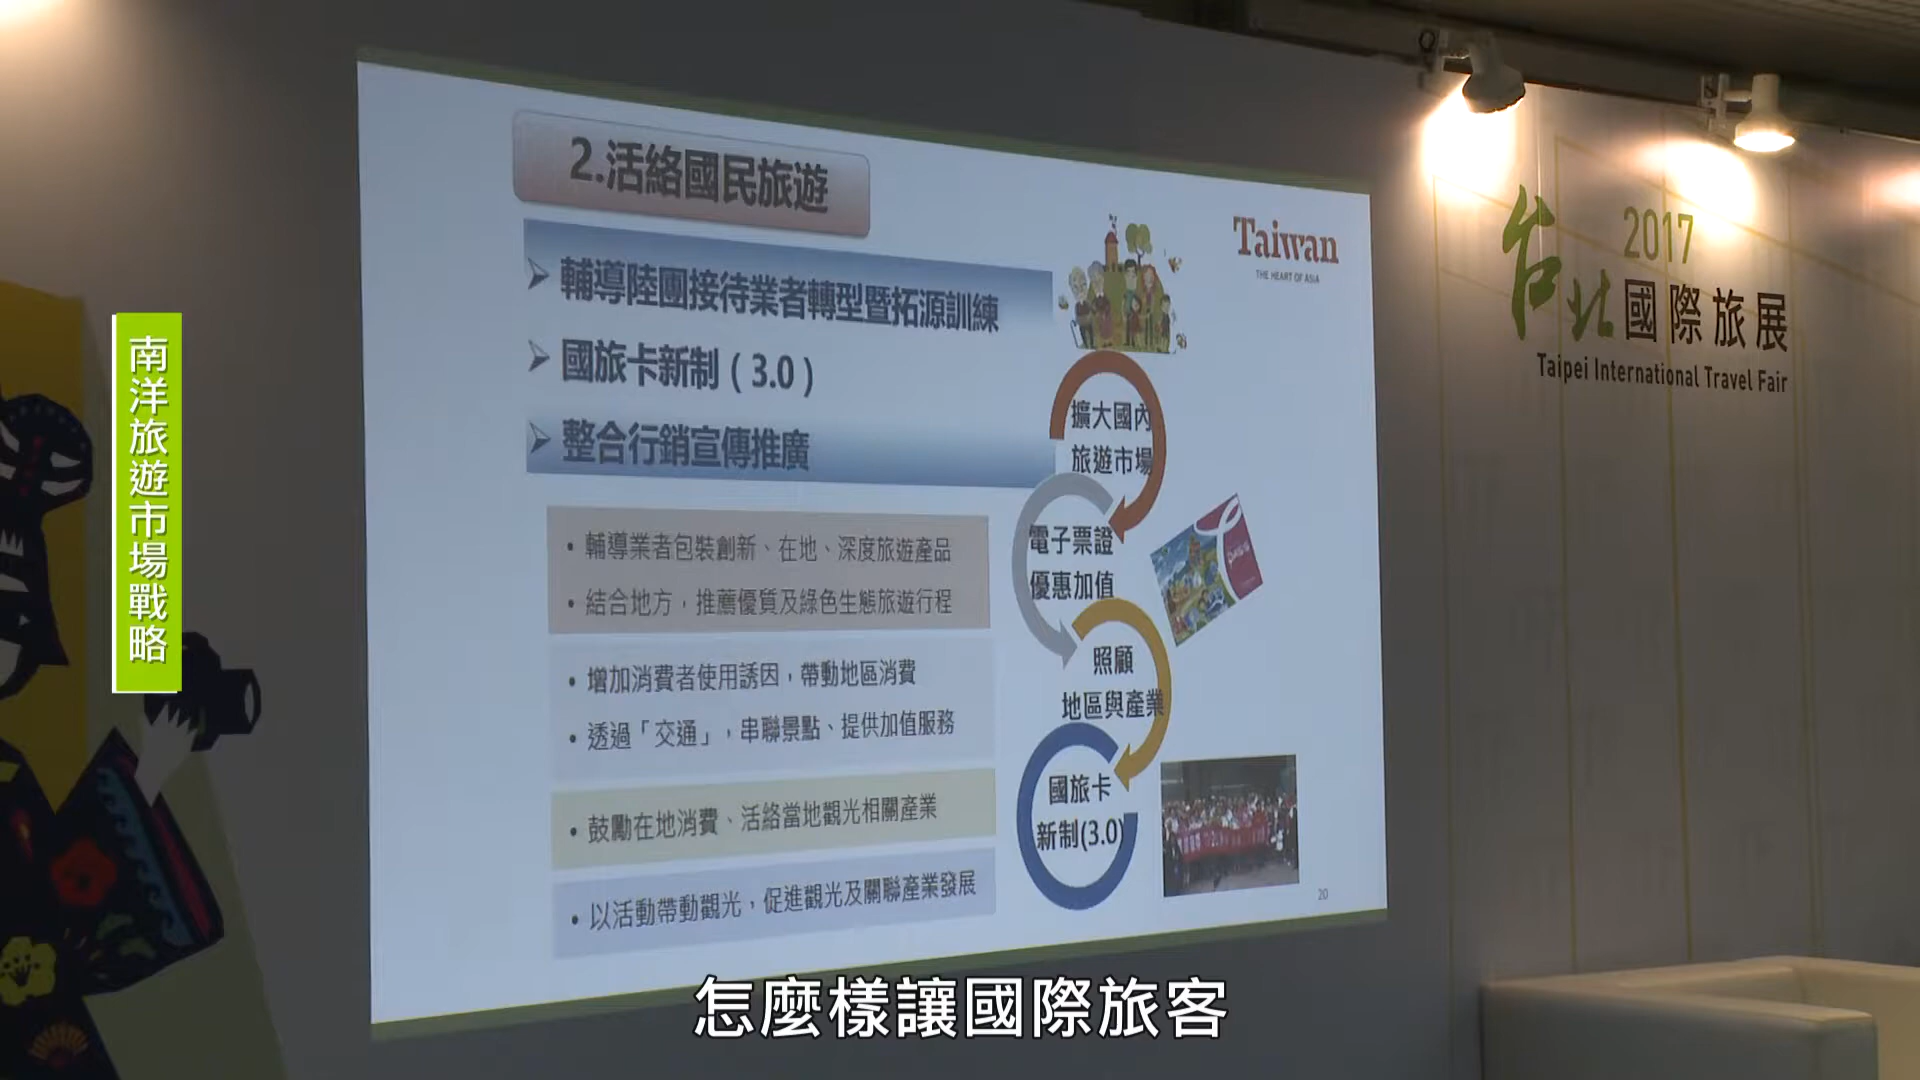 2.活絡國民旅遊
輔導陸團接待業者轉型暨拓源訓練
國旅卡新制(3.0)
整合行銷宣傳推廣
• 輔導業者包裝創新、在地、深度旅遊產品
• 結合地方，推薦優質及綠色生態旅遊行程
• 增加消費者使用誘因，帶動地區消費
• 透過「交通」，串聯景點、提供加值服務
• 鼓勵在地消費、活絡當地觀光相關產業
• 以活動帶動觀光，促進觀光及關聯產業發展
Taiwan
THE HEART OF ASIA
擴大國內
旅遊市場
電子票證
優惠加值
照顧
地區與產業
國旅卡
新制(3.0)
20
2017
台北國際旅展
Taipei International Travel Fair
南洋旅遊市場戰略
怎麼樣讓國際旅客